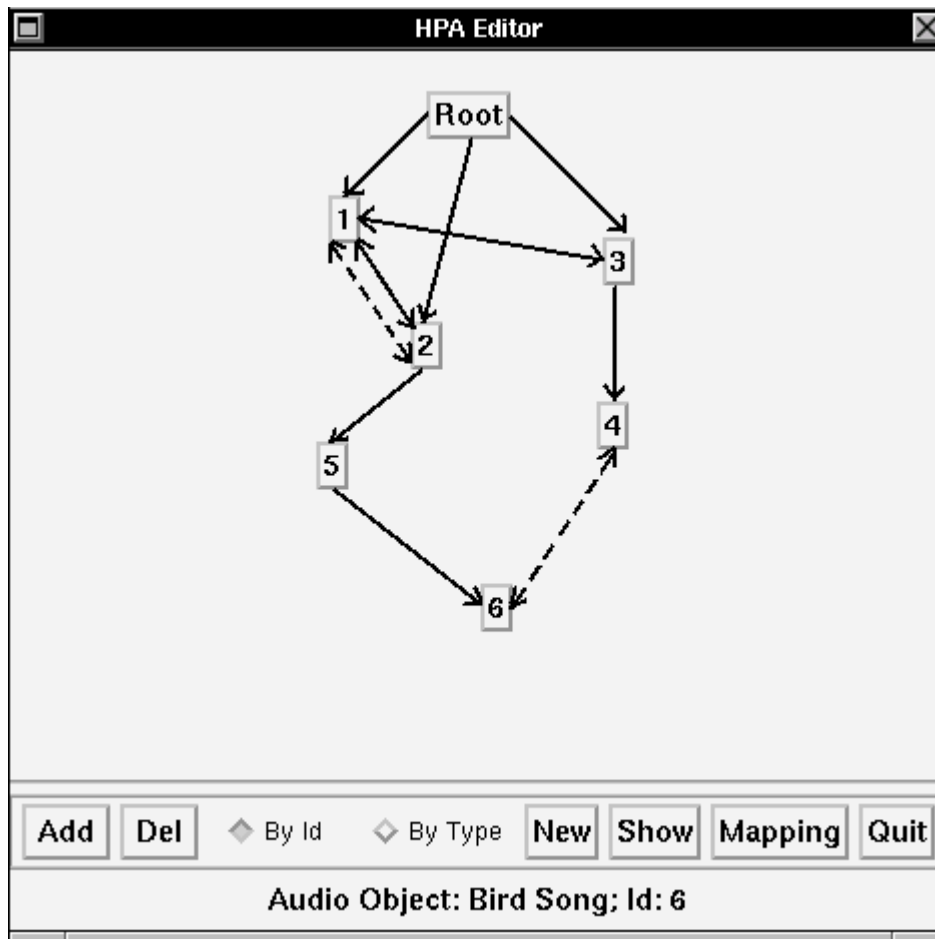 HPA Editor
Root
1
3
2
4
5
6
Add Del By Id By Type New Show Mapping Quit
Audio Object: Bird Song; Id: 6